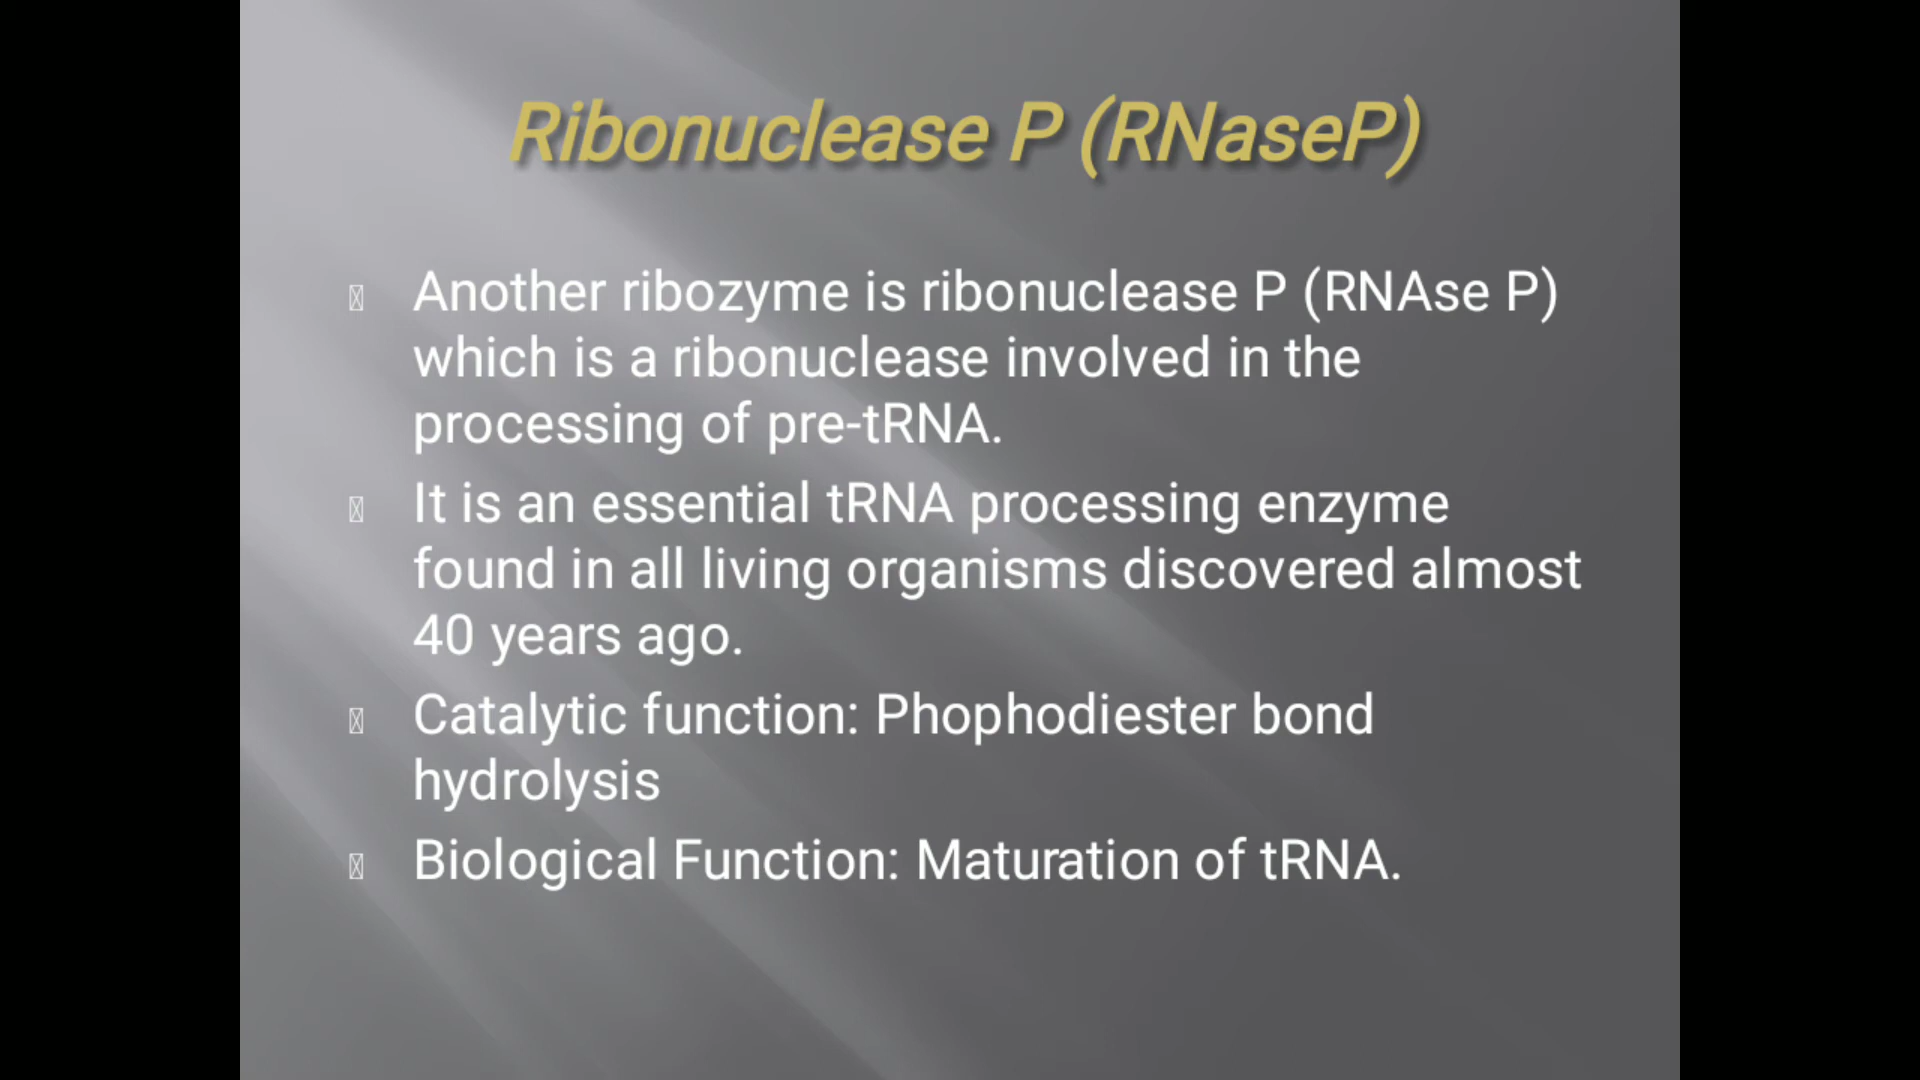 Ribonuclease P (RNaseP)
Another ribozyme is ribonuclease P (RNAse P)
which is a ribonuclease involved in the
processing of pre-tRNA.
It is an essential tRNA processing enzyme
found in all living organisms discovered almost
40 years ago.
Catalytic function: Phophodiester bond
hydrolysis
Biological Function: Maturation of tRNA.